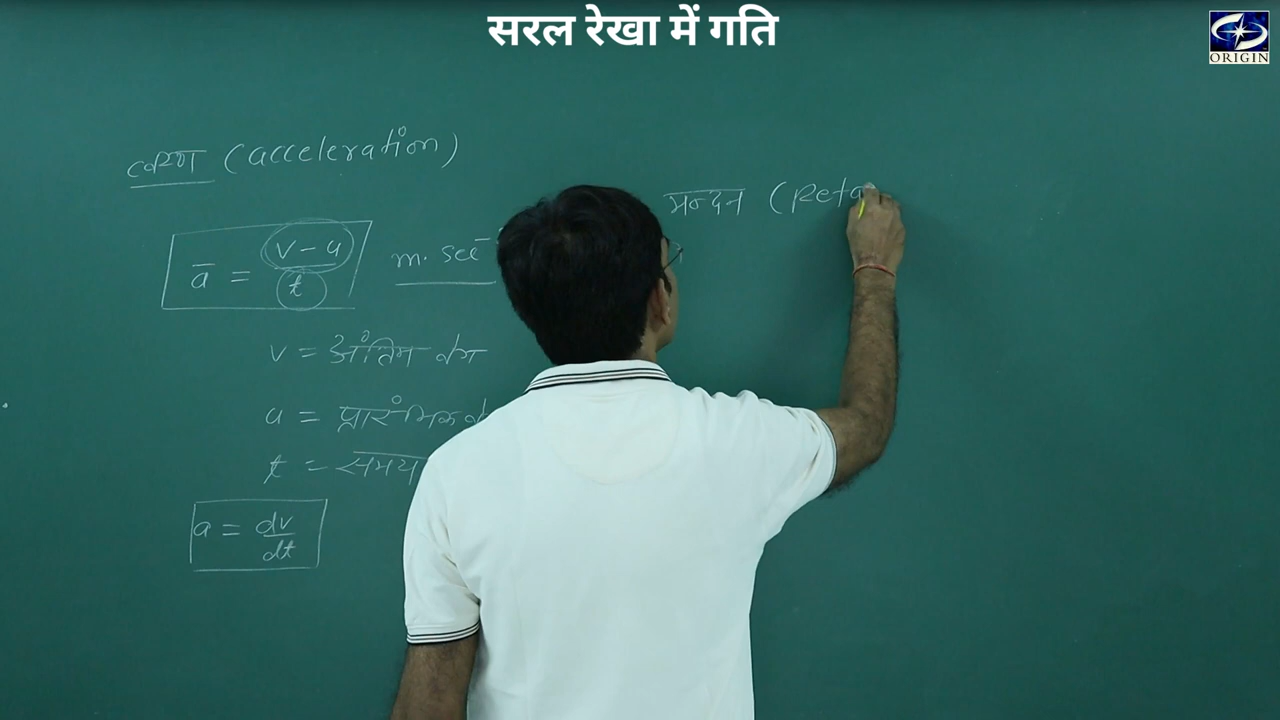 सरल रेखा में गति
ORIGIN
त्वरण (acceleration)
a̅ = v-u/t m. sec⁻
v = अंतिम वेग
u = प्रारंभिक
t = समय
a = dv/dt
मन्दन (Reta